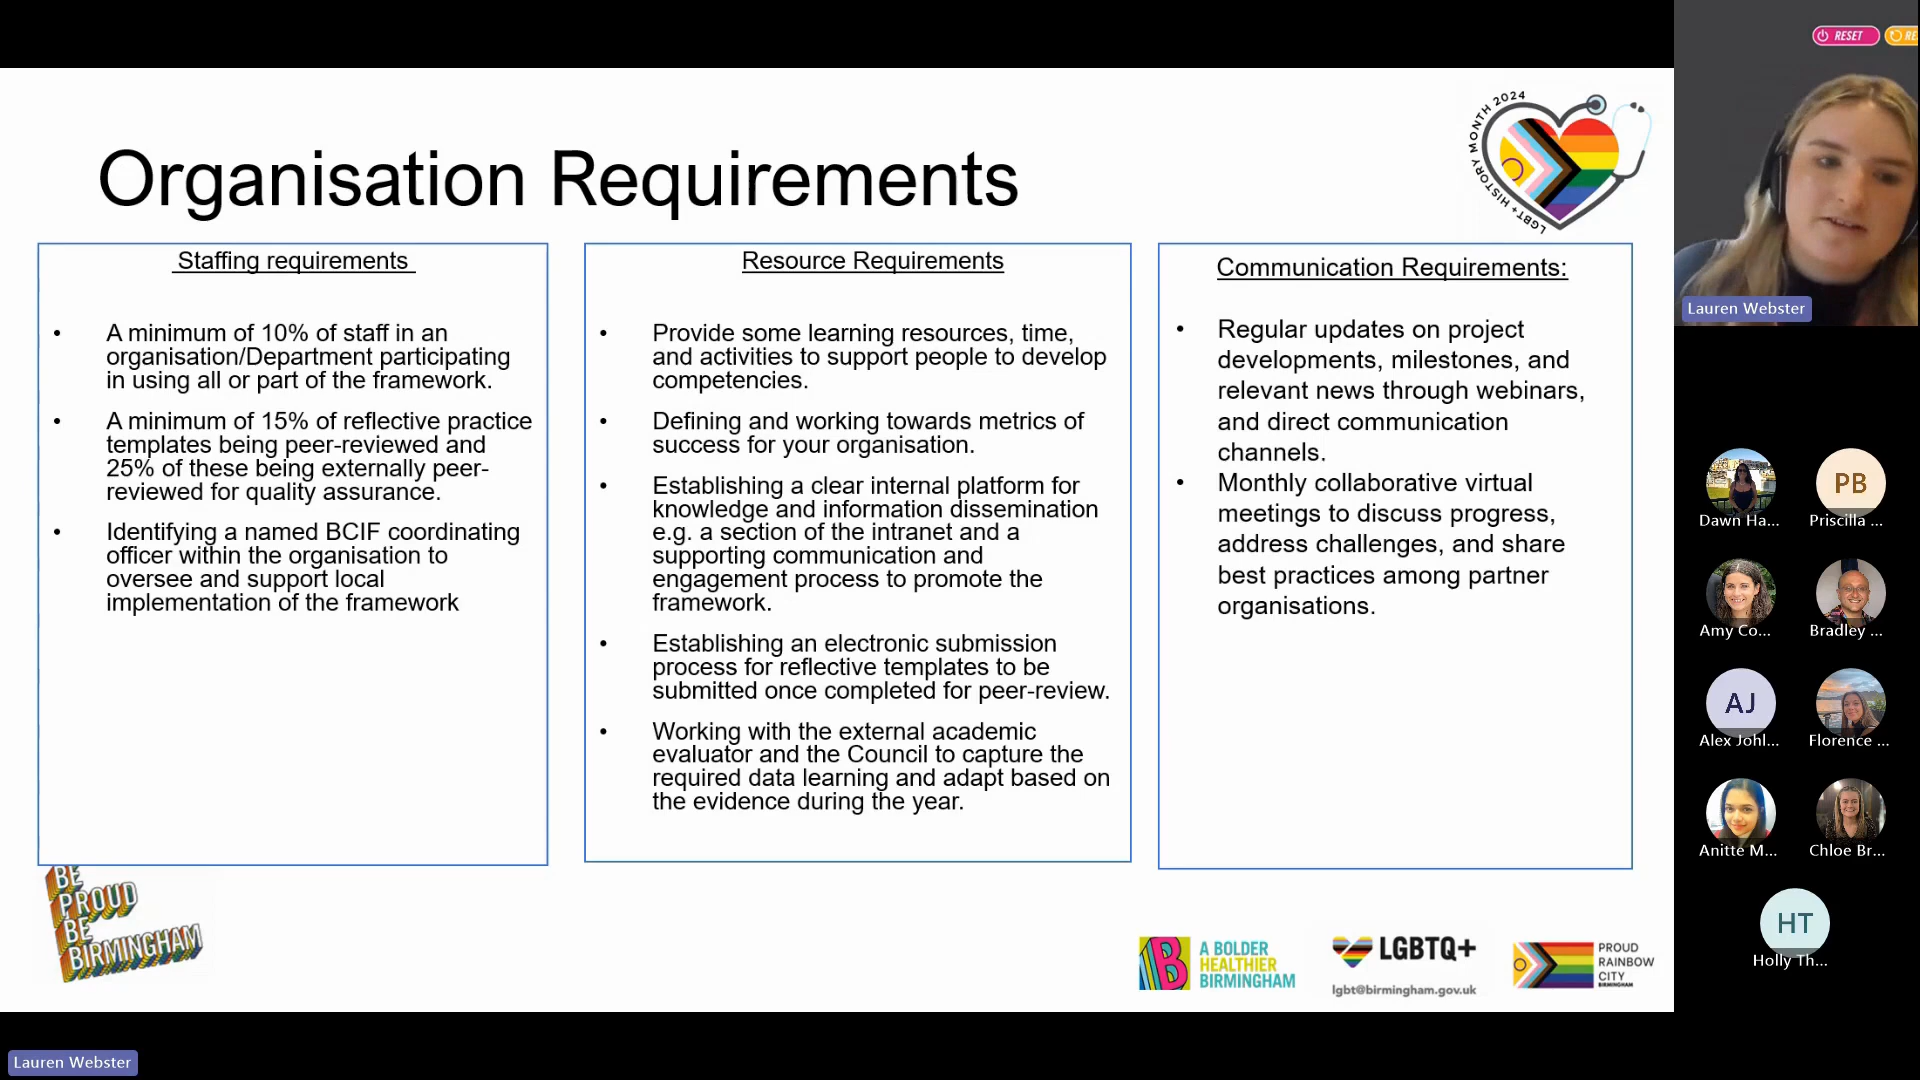 RESET
RE
LGBT+ HISTORY MONTH 2024
Organisation Requirements
Staffing requirements
• A minimum of 10% of staff in an
organisation/Department participating
in using all or part of the framework.
• A minimum of 15% of reflective practice
templates being peer-reviewed and
25% of these being externally peer-
reviewed for quality assurance.
• Identifying a named BCIF coordinating
officer within the organisation to
oversee and support local
implementation of the framework
Resource Requirements
• Provide some learning resources, time,
and activities to support people to develop
competencies.
• Defining and working towards metrics of
success for your organisation.
• Establishing a clear internal platform for
knowledge and information dissemination
e.g. a section of the intranet and a
supporting communication and
engagement process to promote the
framework.
• Establishing an electronic submission
process for reflective templates to be
submitted once completed for peer-review.
• Working with the external academic
evaluator and the Council to capture the
required data learning and adapt based on
the evidence during the year.
Communication Requirements:
• Regular updates on project
developments, milestones, and
relevant news through webinars,
and direct communication
channels.
• Monthly collaborative virtual
meetings to discuss progress,
address challenges, and share
best practices among partner
organisations.
BE
PROUD
BE
BIRMINGHAM
B
A BOLDER
HEALTHIER
BIRMINGHAM
LGBTQ+
lgbt@birmingham.gov.uk
PROUD
RAINBOW
CITY
BIRMINGHAM
Lauren Webster
Dawn Ha...
PB
Priscilla ...
Amy Co...
Bradley ...
AJ
Alex Johl...
Florence ...
Anitte M...
Chloe Br...
HT
Holly Th...
Lauren Webster